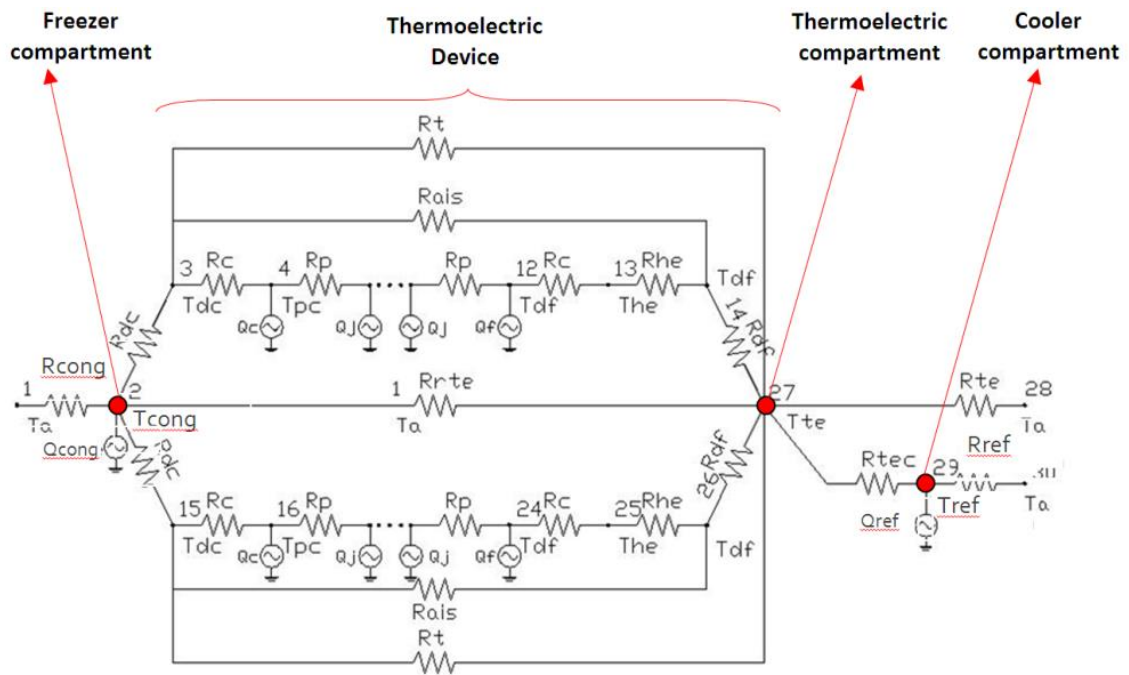 Freezer
compartment
Thermoelectric
Device
Thermoelectric
compartment
Cooler
compartment
Rt
Rais
3 Rc 4 Rp Rp 12 Rc 13 Rhe
Tdc Tpc Tdf The Tdf
Qc Qj Qj Qf
Rdc 14 Rdf
Rcong
1 2 1 Rrte 27 Rte 28
Ta Tcong Ta Tte Ta
Qcong
Rdc 26 Rdf
Rtec 29 Rref
Qref Tref Ta
15 Rc 16 Rp Rp 24 Rc 25 Rhe
Tdc Tpc Tdf The Tdf
Qc Qj Qj Qf
Rais
Rt